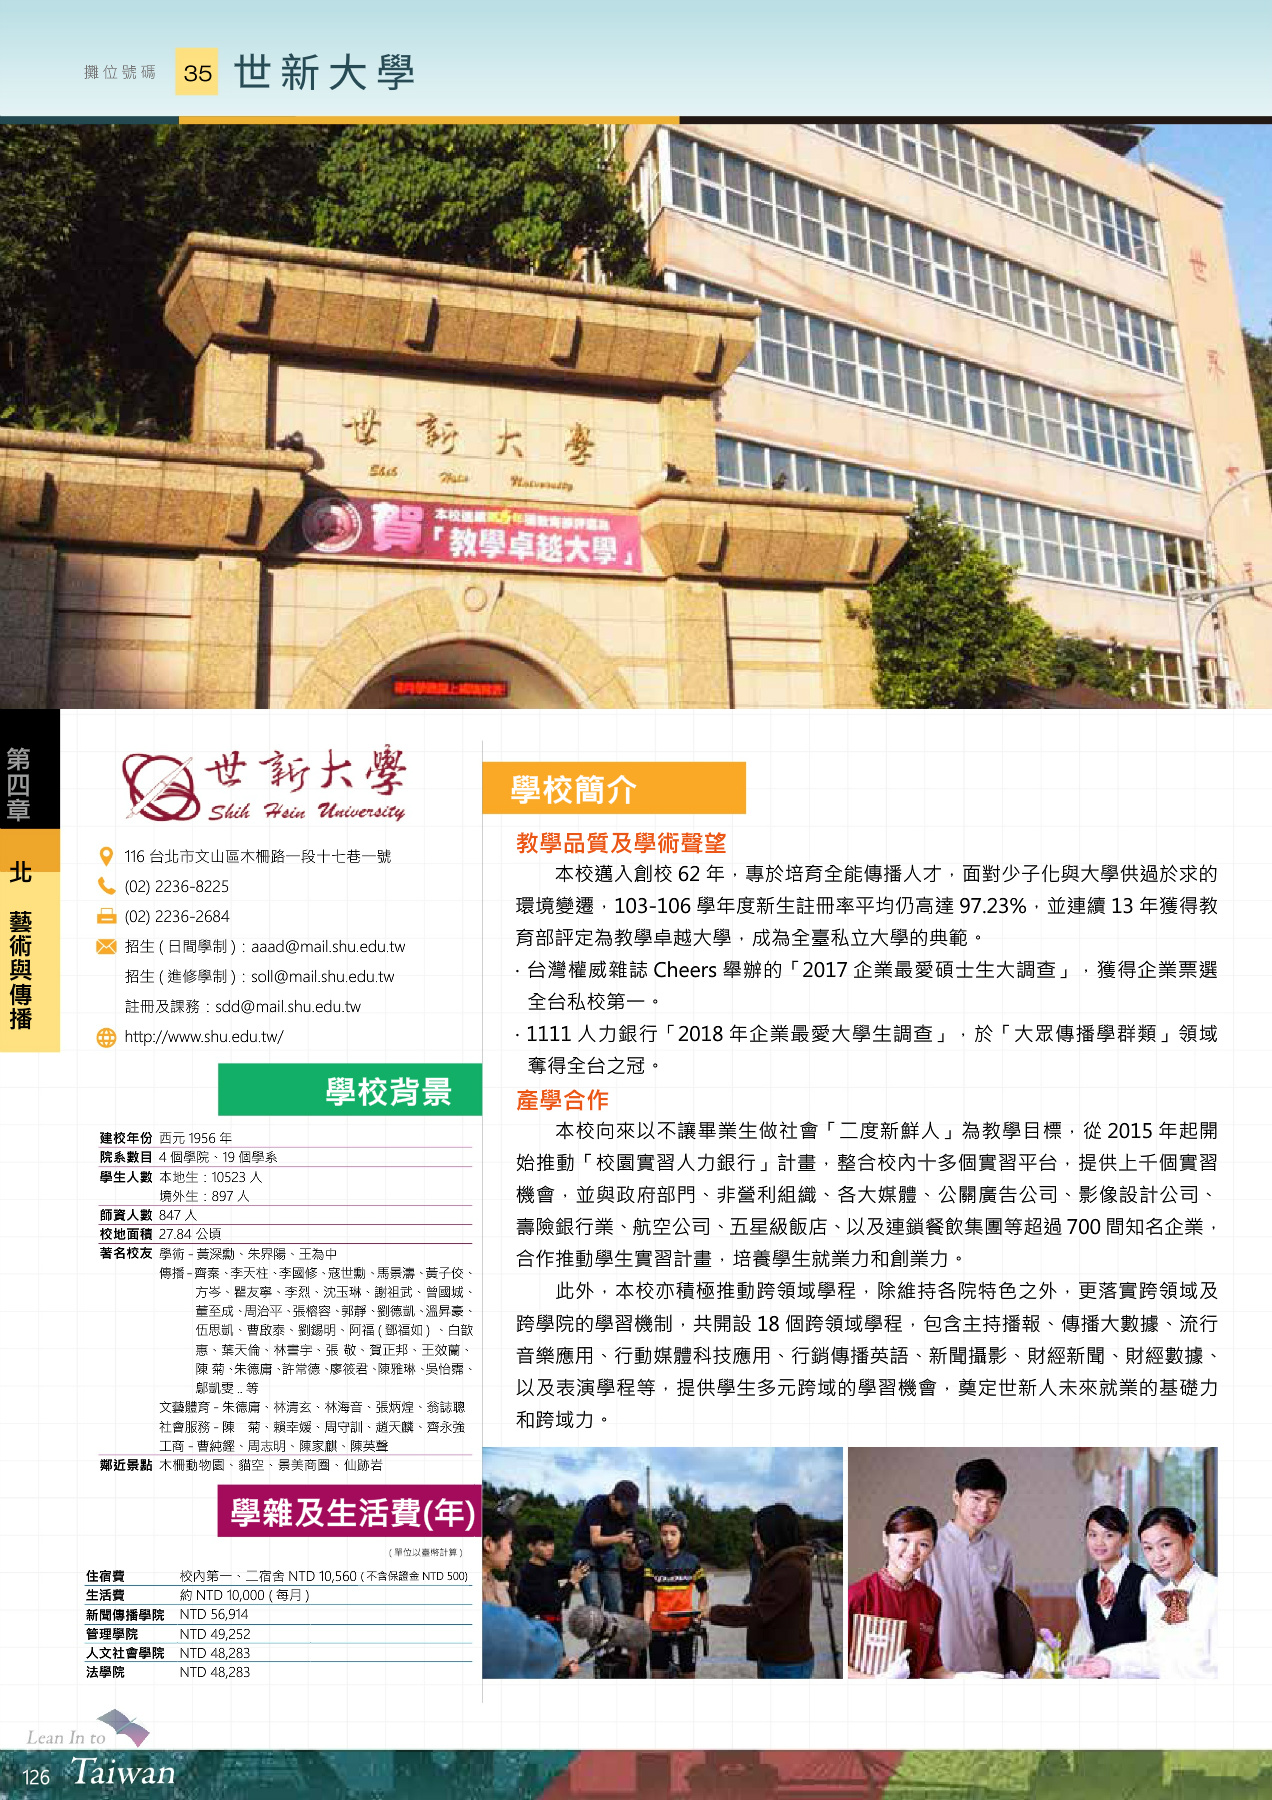 攤位號碼 35 世新大學
世新大學
Shih Hsin University
賀 本校連續第6年獲教育部評選為
「教學卓越大學」
世新大學
第四章
北 藝術與傳播
世新大學
Shih Hsin University
116 台北市文山區木柵路一段十七巷一號
(02) 2236-8225
(02) 2236-2684
招生 ( 日間學制 ) : aaad@mail.shu.edu.tw
招生 ( 進修學制 ) : soll@mail.shu.edu.tw
註冊及課務 : sdd@mail.shu.edu.tw
http://www.shu.edu.tw/
學校背景
建校年份 西元 1956 年
院系數目 4 個學院、19 個學系
學生人數 本地生 : 10523 人
境外生 : 897 人
師資人數 847 人
校地面積 27.84 公頃
著名校友 學術 - 黃深勳、朱界陽、王為中
傳播 - 齊秦、李天柱、李國修、寇世勳、馬景濤、黃子佼、
方岑、瞿友寧、李烈、沈玉琳、謝祖武、曾國城、
董至成、周治平、張榕容、郭靜、劉德凱、溫昇豪、
伍思凱、曹啟泰、劉錫明、阿福 ( 鄧福如 ) 、白歆
惠、葉天倫、林書宇、張 敬、賀正邦、王效蘭、
陳 菊、朱德庸、許常德、廖筱君、陳雅琳、吳怡霈、
鄔凱雯 .. 等
文藝體育 - 朱德庸、林清玄、林海音、張炳煌、翁誌聰
社會服務 - 陳 菊、賴幸媛、周守訓、趙天麟、齊永強
工商 - 曹純鏗、周志明、陳家麒、陳英聲
鄰近景點 木柵動物園、貓空、景美商圈、仙跡岩
學雜及生活費(年)
( 單位以臺幣計算 )
住宿費 校內第一、二宿舍 NTD 10,560 ( 不含保證金 NTD 500)
生活費 約 NTD 10,000 ( 每月 )
新聞傳播學院 NTD 56,914
管理學院 NTD 49,252
人文社會學院 NTD 48,283
法學院 NTD 48,283
學校簡介
教學品質及學術聲望
本校邁入創校 62 年，專於培育全能傳播人才，面對少子化與大學供過於求的
環境變遷，103-106 學年度新生註冊率平均仍高達 97.23%，並連續 13 年獲得教
育部評定為教學卓越大學，成為全臺私立大學的典範。
· 台灣權威雜誌 Cheers 舉辦的「2017 企業最愛碩士生大調查」，獲得企業票選
全台私校第一。
· 1111 人力銀行「2018 年企業最愛大學生調查」，於「大眾傳播學群類」領域
奪得全台之冠。
產學合作
本校向來以不讓畢業生做社會「二度新鮮人」為教學目標，從 2015 年起開
始推動「校園實習人力銀行」計畫，整合校內十多個實習平台，提供上千個實習
機會，並與政府部門、非營利組織、各大媒體、公關廣告公司、影像設計公司、
壽險銀行業、航空公司、五星級飯店、以及連鎖餐飲集團等超過 700 間知名企業，
合作推動學生實習計畫，培養學生就業力和創業力。
此外，本校亦積極推動跨領域學程，除維持各院特色之外，更落實跨領域及
跨學院的學習機制，共開設 18 個跨領域學程，包含主持播報、傳播大數據、流行
音樂應用、行動媒體科技應用、行銷傳播英語、新聞攝影、財經新聞、財經數據、
以及表演學程等，提供學生多元跨域的學習機會，奠定世新人未來就業的基礎力
和跨域力。
Lean In to
126 Taiwan